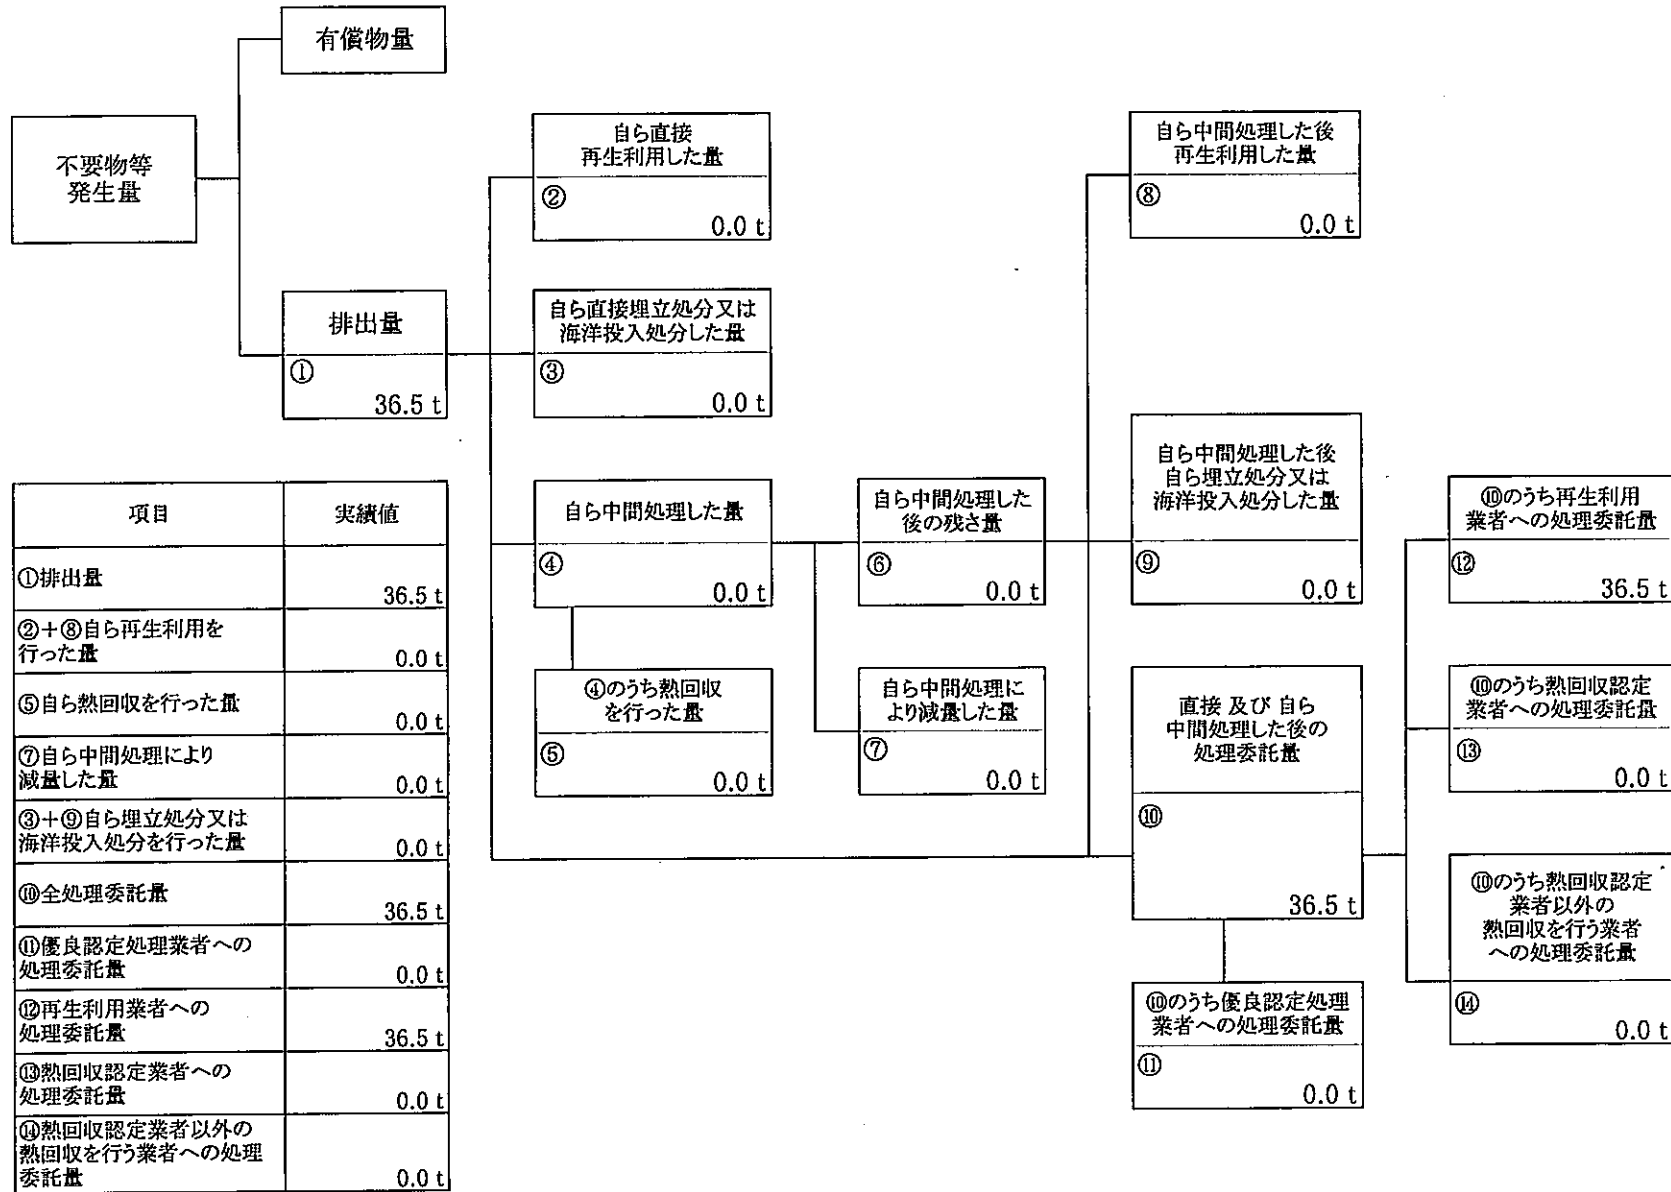 有償物量
不要物等
発生量
排出量
①
36.5 t
自ら直接
再生利用した量
②
0.0 t
自ら直接埋立処分又は
海洋投入処分した量
③
0.0 t
自ら中間処理した量
④
0.0 t
④のうち熱回収
を行った量
⑤
0.0 t
自ら中間処理した
後の残さ量
⑥
0.0 t
自ら中間処理に
より減量した量
⑦
0.0 t
自ら中間処理した後
再生利用した量
⑧
0.0 t
自ら中間処理した後
自ら埋立処分又は
海洋投入処分した量
⑨
0.0 t
直接 及び 自ら
中間処理した後の
処理委託量
⑩
36.5 t
⑩のうち優良認定処理
業者への処理委託量
⑪
0.0 t
⑩のうち再生利用
業者への処理委託量
⑫
36.5 t
⑩のうち熱回収認定
業者への処理委託量
⑬
0.0 t
⑩のうち熱回収認定
業者以外の
熱回収を行う業者
への処理委託量
⑭
0.0 t
項目 実績値
①排出量 36.5 t
②+⑧自ら再生利用を
行った量 0.0 t
⑤自ら熱回収を行った量 0.0 t
⑦自ら中間処理により
減量した量 0.0 t
③+⑨自ら埋立処分又は
海洋投入処分を行った量 0.0 t
⑩全処理委託量 36.5 t
⑪優良認定処理業者への
処理委託量 0.0 t
⑫再生利用業者への
処理委託量 36.5 t
⑬熱回収認定業者への
処理委託量 0.0 t
⑭熱回収認定業者以外の
熱回収を行う業者への処理
委託量 0.0 t